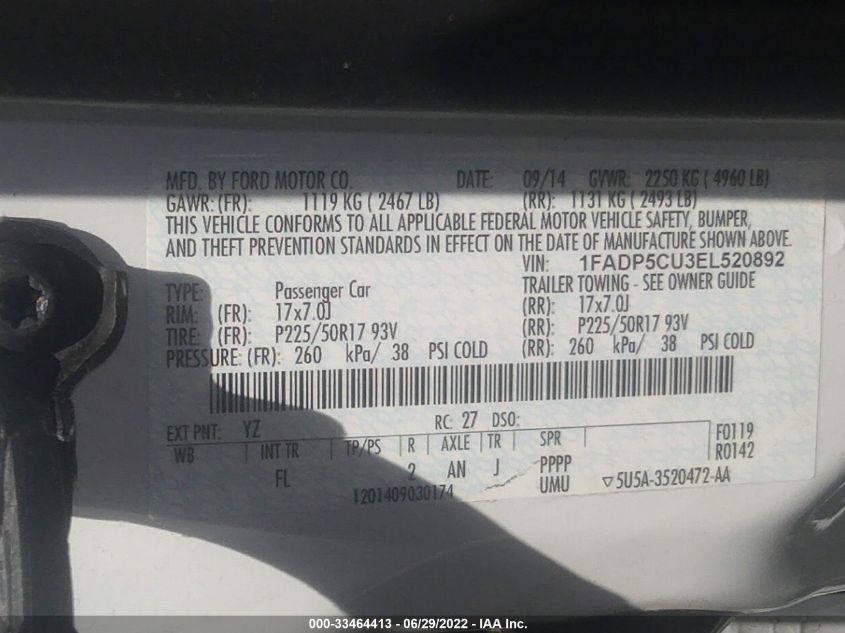 MFD. BY FORD MOTOR CO. DATE: 09/14 GVWR: 2250 KG ( 4960 LB)
GAWR: (FR): 1119 KG ( 2467 LB) (RR): 1131 KG ( 2493 LB)
THIS VEHICLE CONFORMS TO ALL APPLICABLE FEDERAL MOTOR VEHICLE SAFETY, BUMPER,
AND THEFT PREVENTION STANDARDS IN EFFECT ON THE DATE OF MANUFACTURE SHOWN ABOVE.
VIN: 1FADP5CU3EL520892
TYPE: Passenger Car TRAILER TOWING - SEE OWNER GUIDE
RIM: (FR): 17x7.0J (RR): 17x7.0J
TIRE: (FR): P225/50R17 93V (RR): P225/50R17 93V
PRESSURE: (FR): 260 kPa/ 38 PSI COLD (RR): 260 kPa/ 38 PSI COLD
EXT PNT: YZ RC: 27 DSO:
WB INT TR TP/PS R AXLE TR SPR F0119
FL 2 AN J PPPP R0142
1201409030174 UMU ▽5U5A-3520472-AA
000-33464413 - 06/29/2022 - IAA Inc.